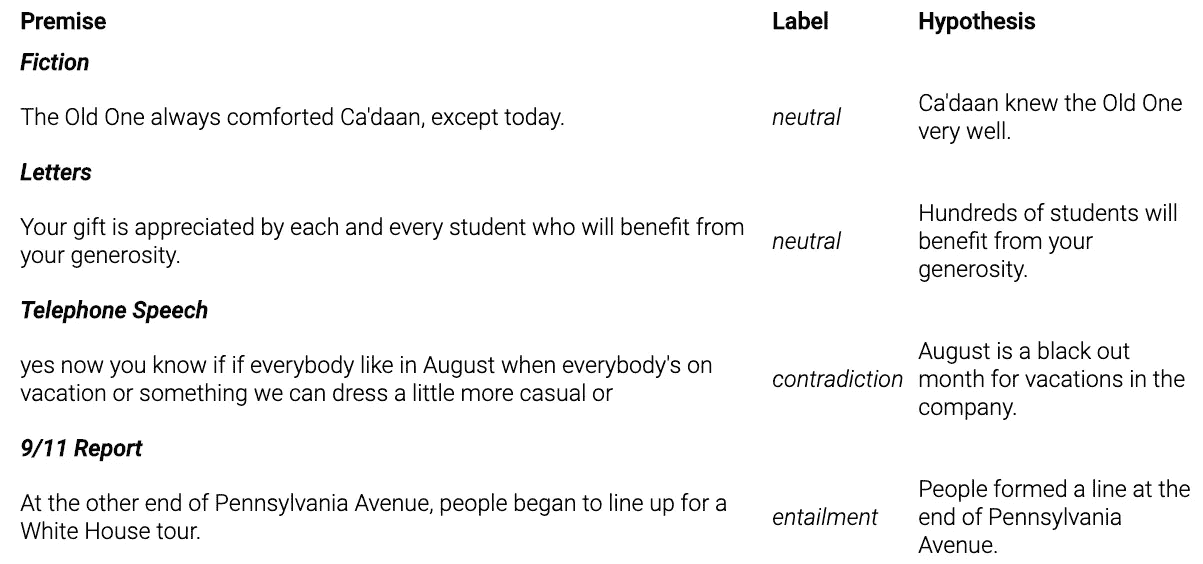 Premise Label Hypothesis
Fiction
The Old One always comforted Ca'daan, except today.
neutral
Ca'daan knew the Old One
very well.
Letters
Your gift is appreciated by each and every student who will benefit from
your generosity.
neutral
Hundreds of students will
benefit from your
generosity.
Telephone Speech
yes now you know if if everybody like in August when everybody's on
vacation or something we can dress a little more casual or
contradiction
August is a black out
month for vacations in the
company.
9/11 Report
At the other end of Pennsylvania Avenue, people began to line up for a
White House tour.
entailment
People formed a line at the
end of Pennsylvania
Avenue.